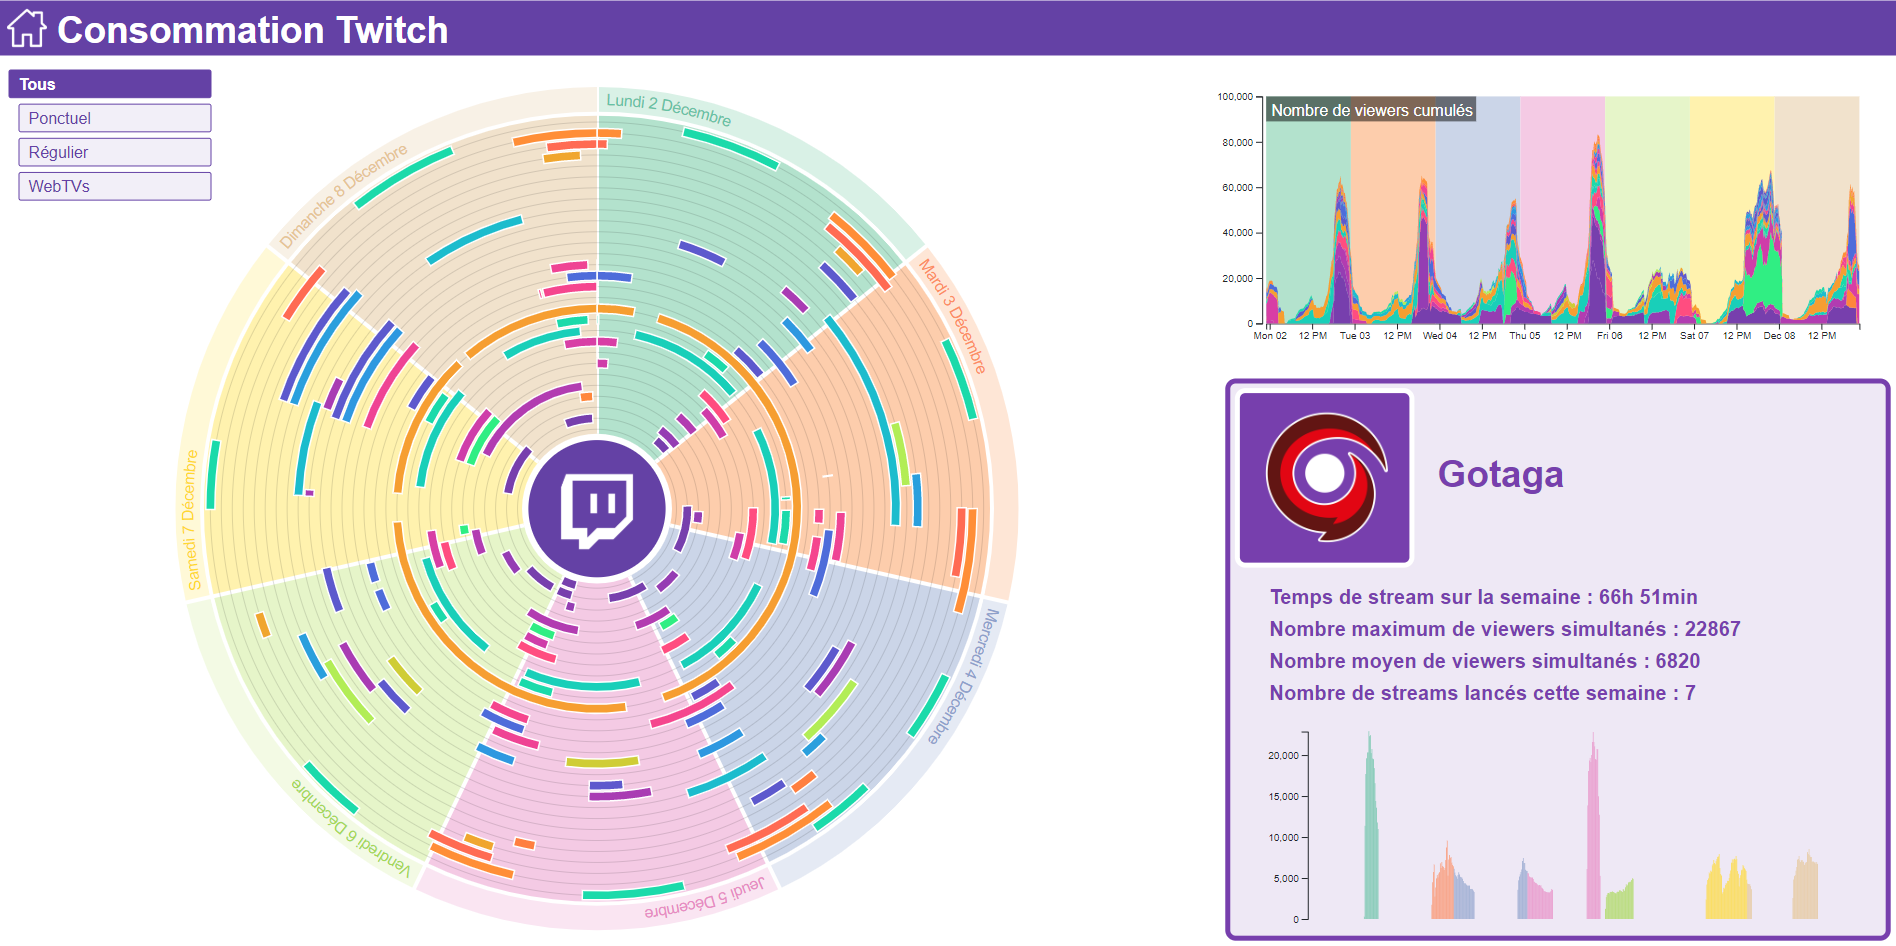 Consommation Twitch
Tous
Ponctuel
Régulier
WebTVs
Lundi 2 Décembre
Mardi 3 Décembre
Mercredi 4 Décembre
Jeudi 5 Décembre
Vendredi 6 Décembre
Samedi 7 Décembre
Dimanche 8 Décembre
Nombre de viewers cumulés
100,000
80,000
60,000
40,000
20,000
0
Mon 02 12 PM Tue 03 12 PM Wed 04 12 PM Thu 05 12 PM Fri 06 12 PM Sat 07 12 PM Dec 08 12 PM
Gotaga
Temps de stream sur la semaine : 66h 51min
Nombre maximum de viewers simultanés : 22867
Nombre moyen de viewers simultanés : 6820
Nombre de streams lancés cette semaine : 7
20,000
15,000
10,000
5,000
0